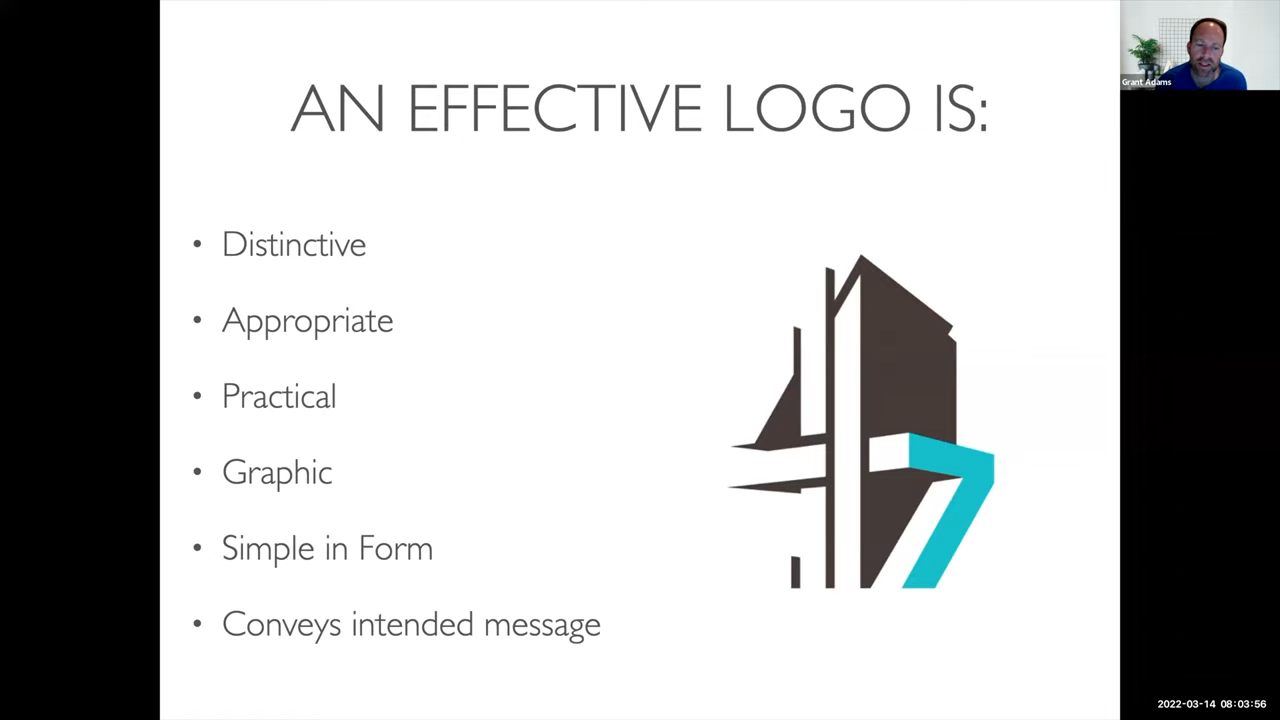 AN EFFECTIVE LOGO IS:
• Distinctive
• Appropriate
• Practical
• Graphic
• Simple in Form
• Conveys intended message
47
Grant Adams
2022-03-14 08:03:56